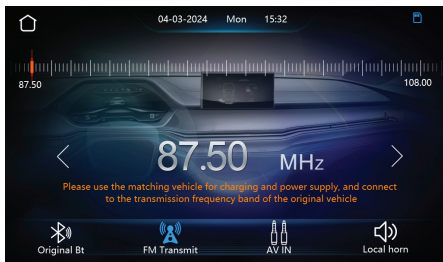 04-03-2024 Mon 15:32
87.50 108.00
87.50 MHz
Please use the matching vehicle for charging and power supply, and connect
to the transmission frequency band of the original vehicle
Original Bt FM Transmit AV IN Local horn